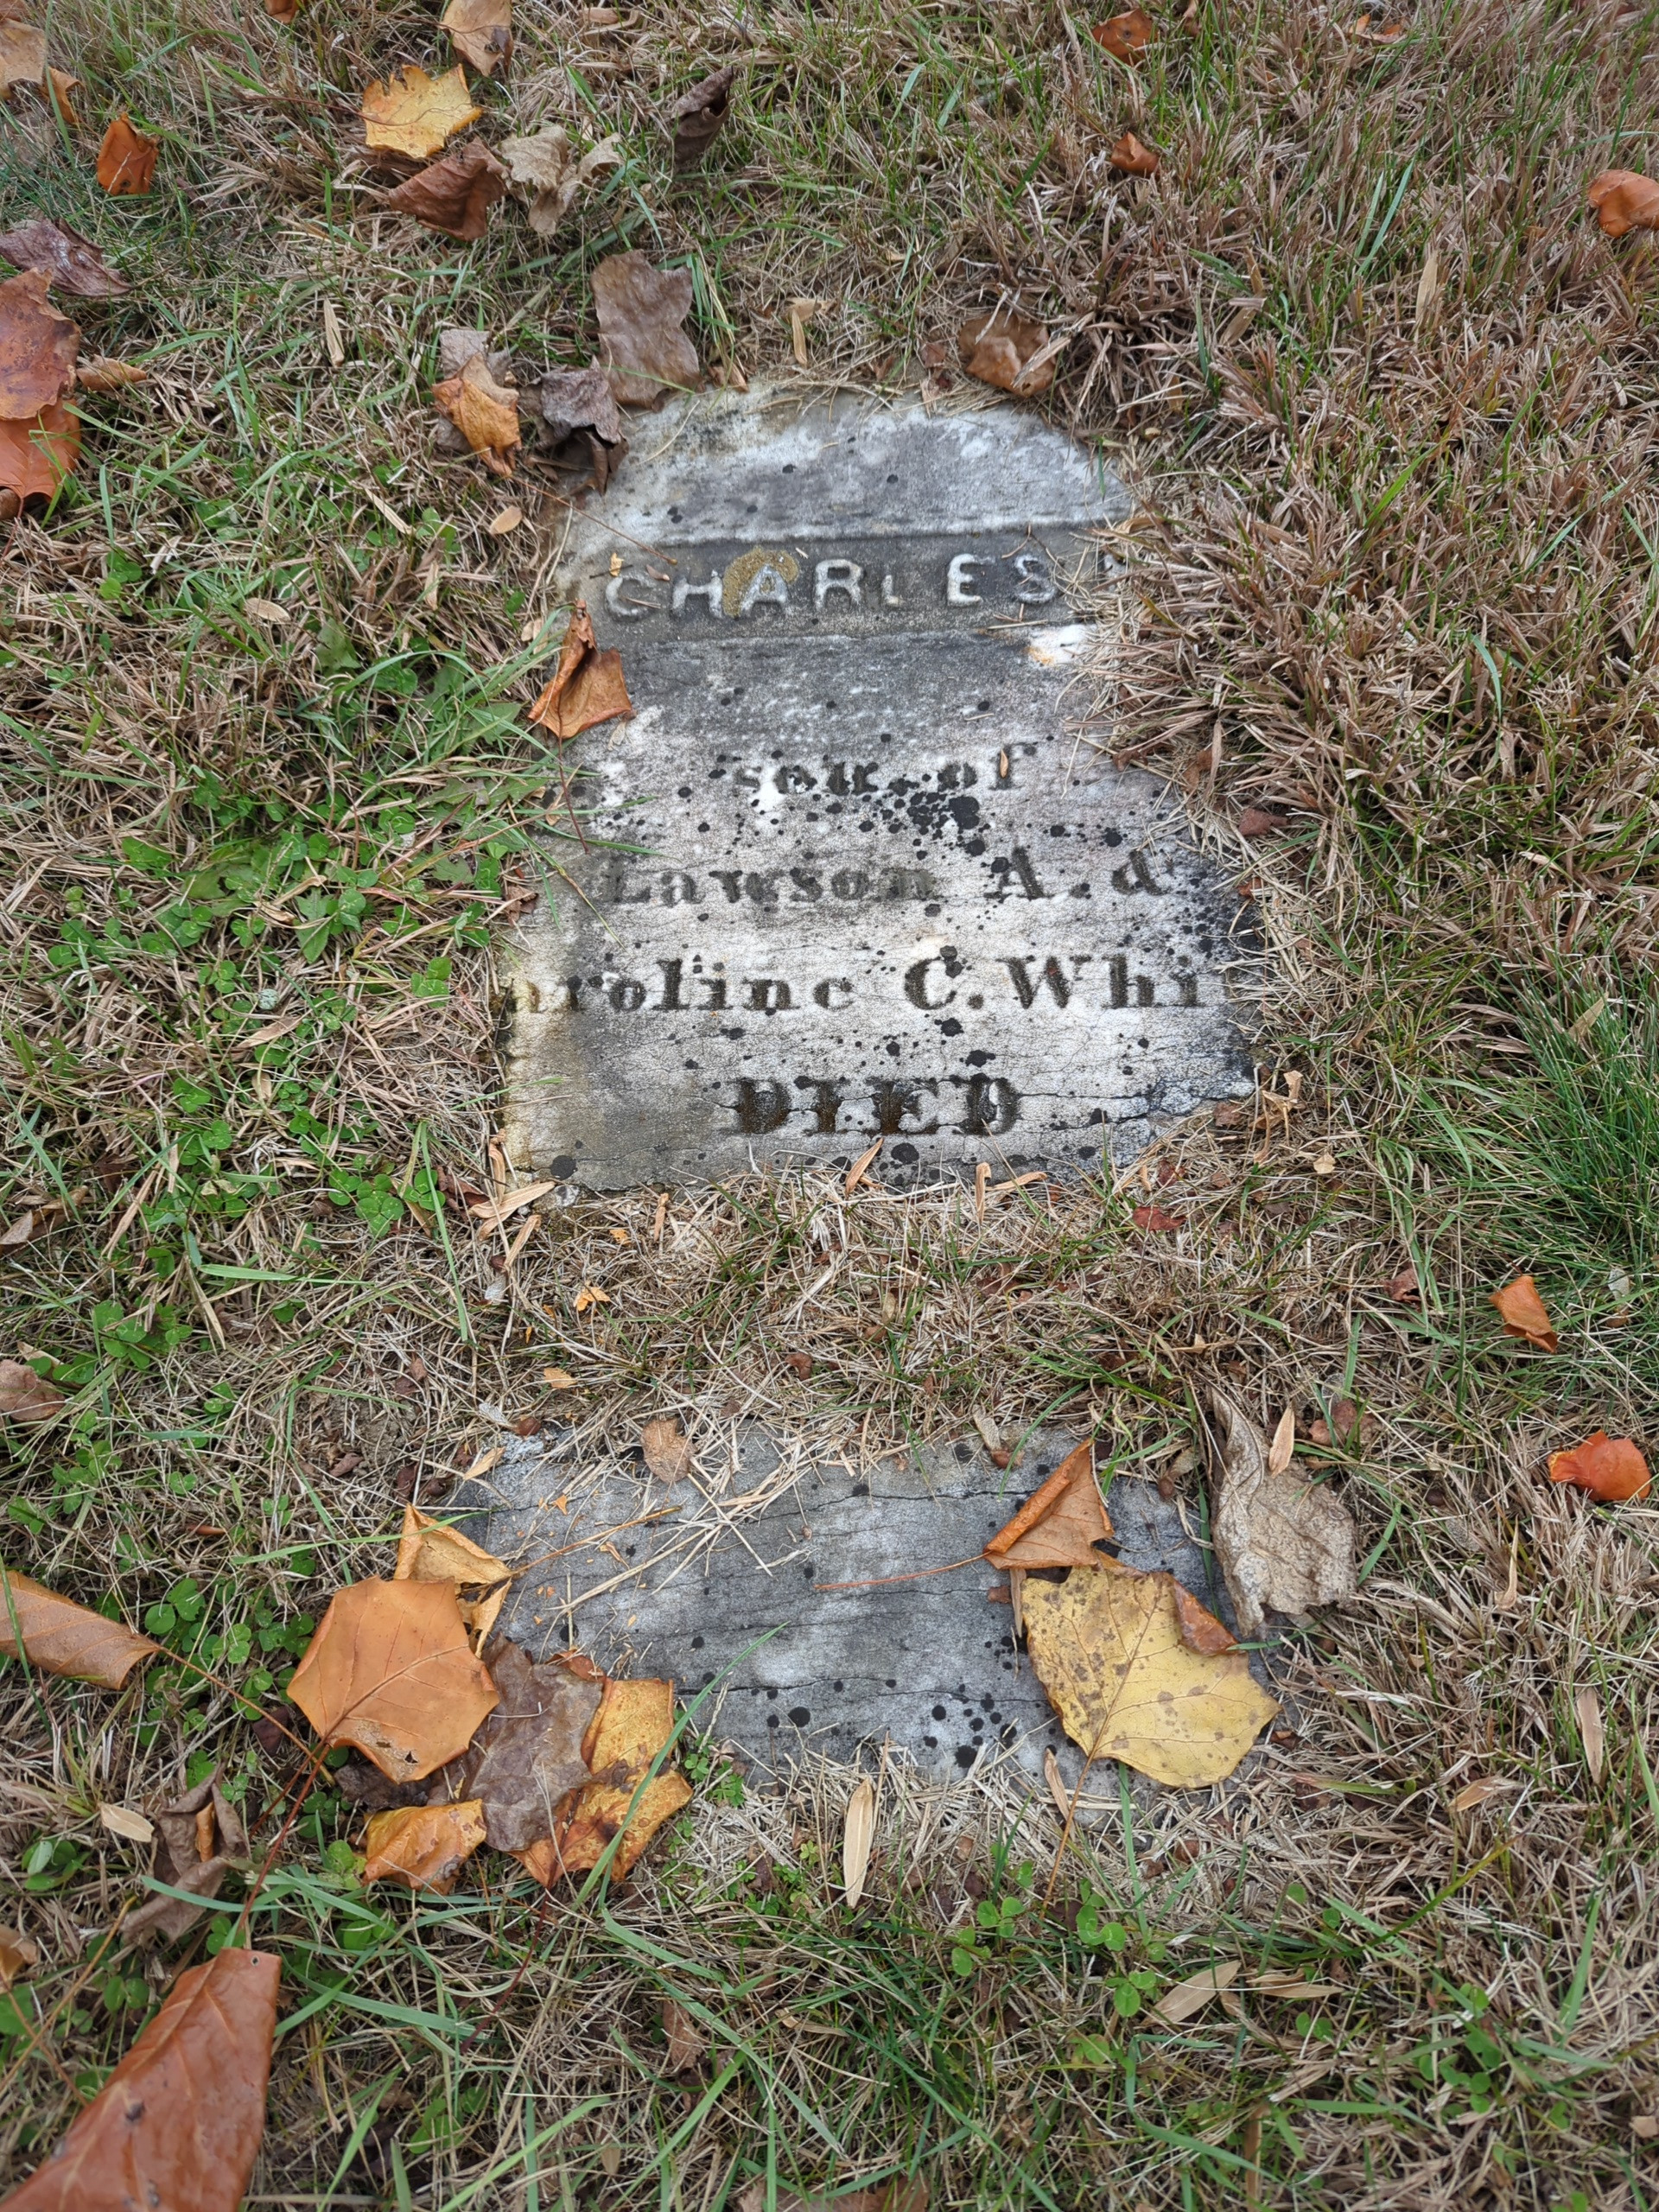 CHARLES
son of
Lawson A. &
aroline C. Whi
DIED